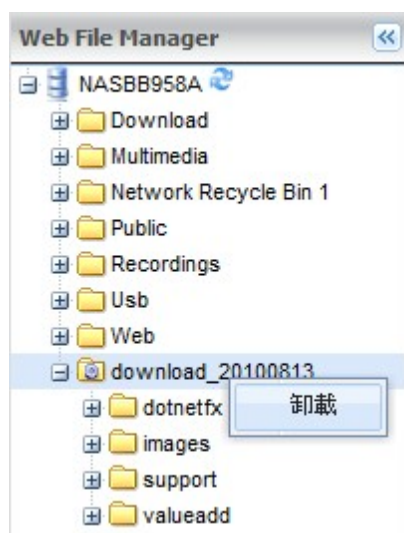 Web File Manager
NASBB958A
Download
Multimedia
Network Recycle Bin 1
Public
Recordings
Usb
Web
download_20100813
dotnetfx
卸載
images
support
valueadd